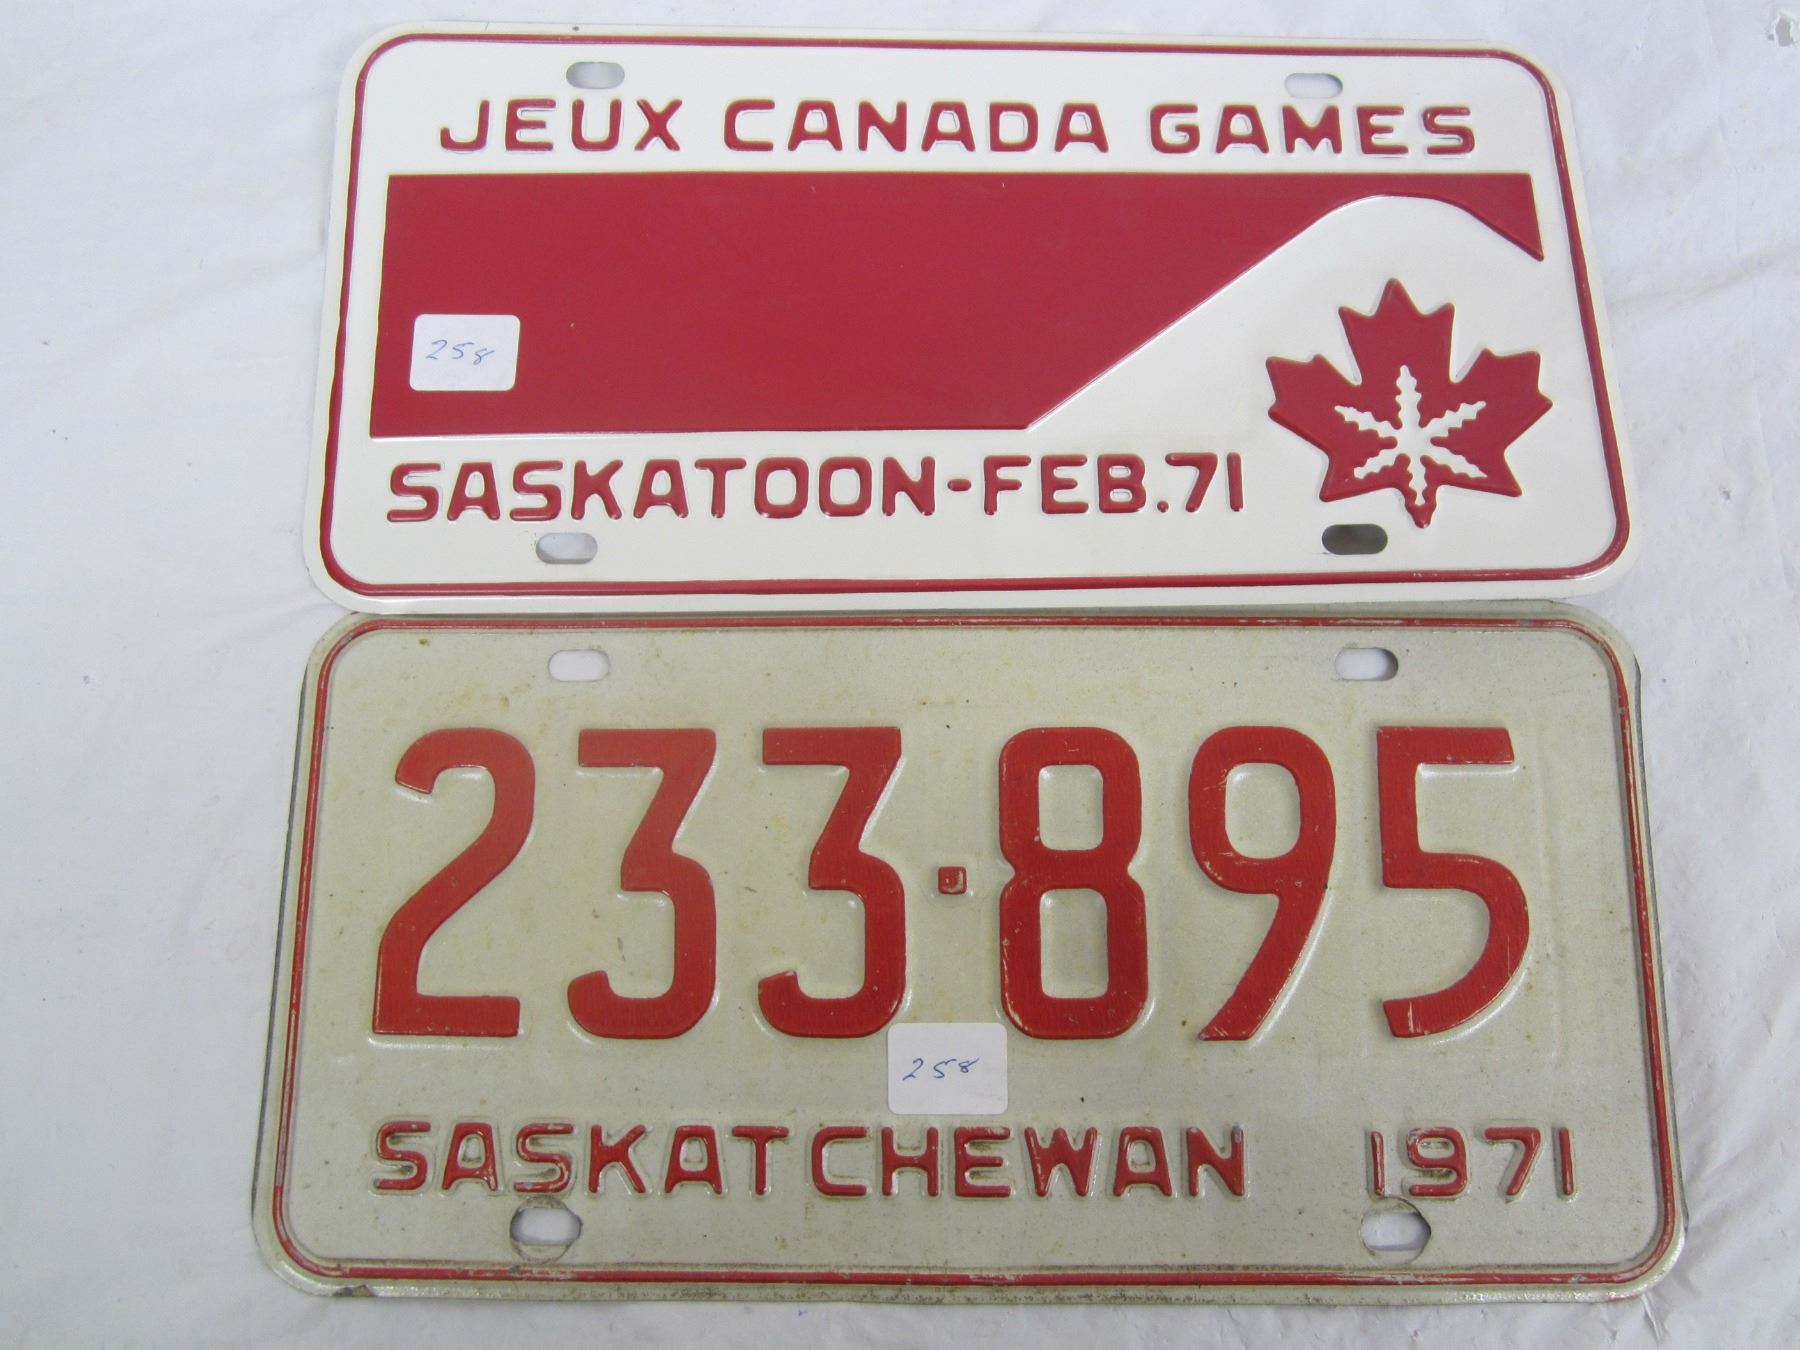 JEUX CANADA GAMES
258
SASKATOON-FEB.71
233·895
258
SASKATCHEWAN 1971